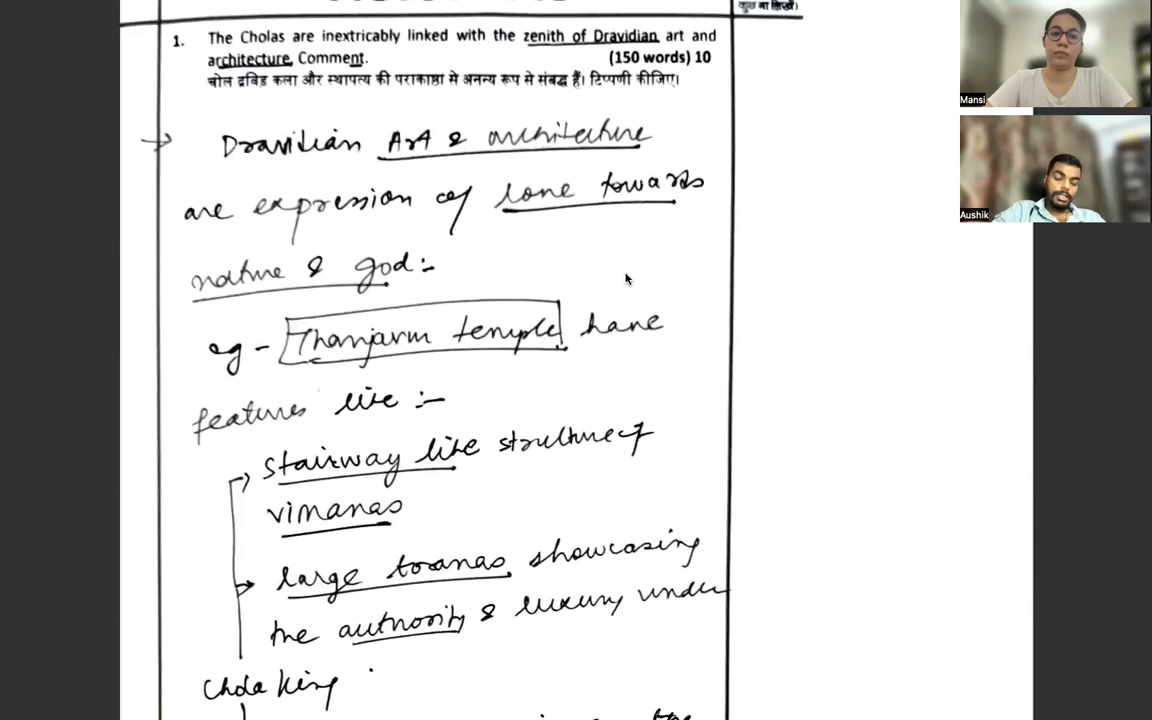 कुछ ना लिखें)
1. The Cholas are inextricably linked with the zenith of Dravidian art and
architecture, Comment. (150 words) 10
चोल द्रविड कला और स्थापत्य की पराकाष्ठा से अनन्य रूप से संबद्ध हैं। टिप्पणी कीजिए।
→ Dravidian Art & architecture
are expression of love towards
nature & god:-
eg - Thanjavur temple have
features like :-
→ stairway like structure of
vimanas
→ large toranas showcasing
the authority & luxury under
Chola King
the
Mansi
Aushik